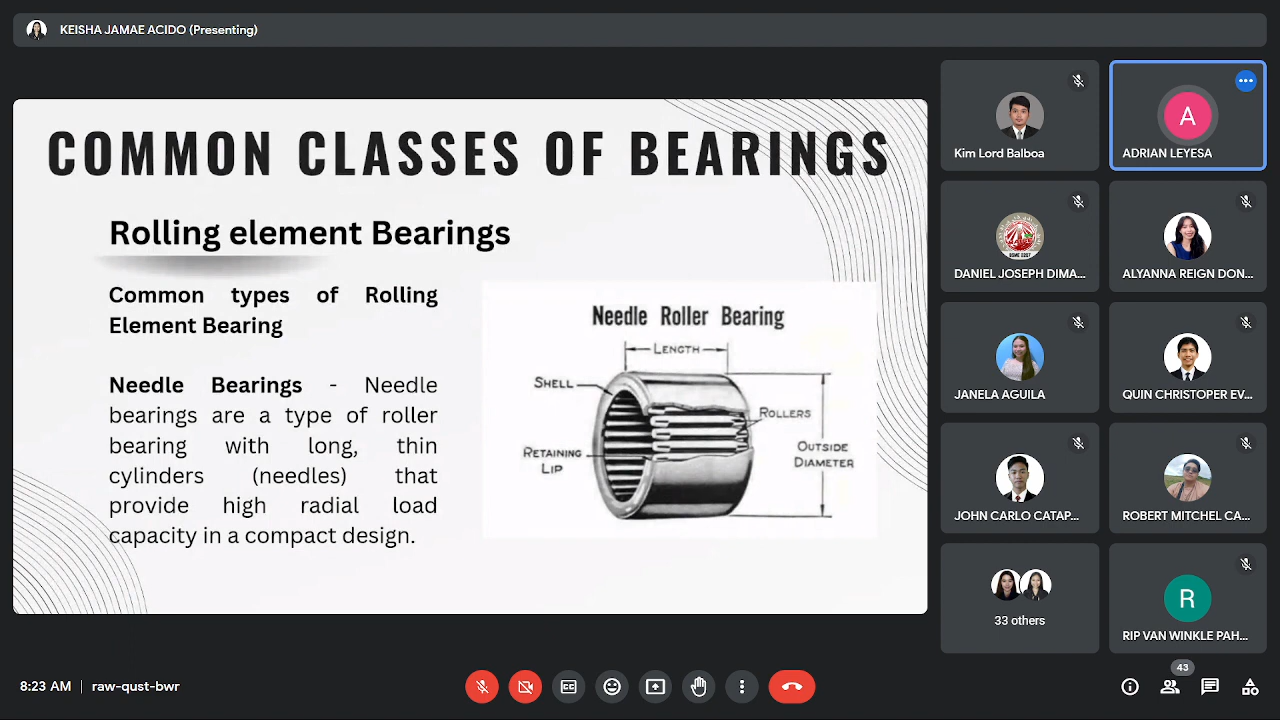 KEISHA JAMAE ACIDO (Presenting)
COMMON CLASSES OF BEARINGS
Rolling element Bearings
Common types of Rolling
Element Bearing
Needle Bearings - Needle
bearings are a type of roller
bearing with long, thin
cylinders (needles) that
provide high radial load
capacity in a compact design.
Needle Roller Bearing
LENGTH
SHELL
ROLLERS
RETAINING
LIP
OUTSIDE
DIAMETER
Kim Lord Balboa
A
ADRIAN LEYESA
DANIEL JOSEPH DIMA...
ALYANNA REIGN DON...
JANELA AGUILA
QUIN CHRISTOPER EV...
JOHN CARLO CATAP...
ROBERT MITCHEL CA...
33 others
R
RIP VAN WINKLE PAH...
8:23 AM | raw-qust-bwr
43